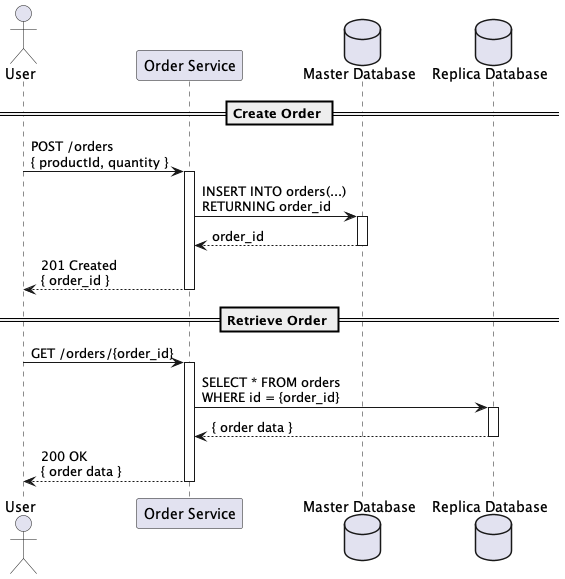 User
Order Service
Master Database
Replica Database
Create Order
POST /orders
{ productId, quantity }
INSERT INTO orders(...)
RETURNING order_id
order_id
201 Created
{ order_id }
Retrieve Order
GET /orders/{order_id}
SELECT * FROM orders
WHERE id = {order_id}
{ order data }
200 OK
{ order data }
User
Order Service
Master Database
Replica Database